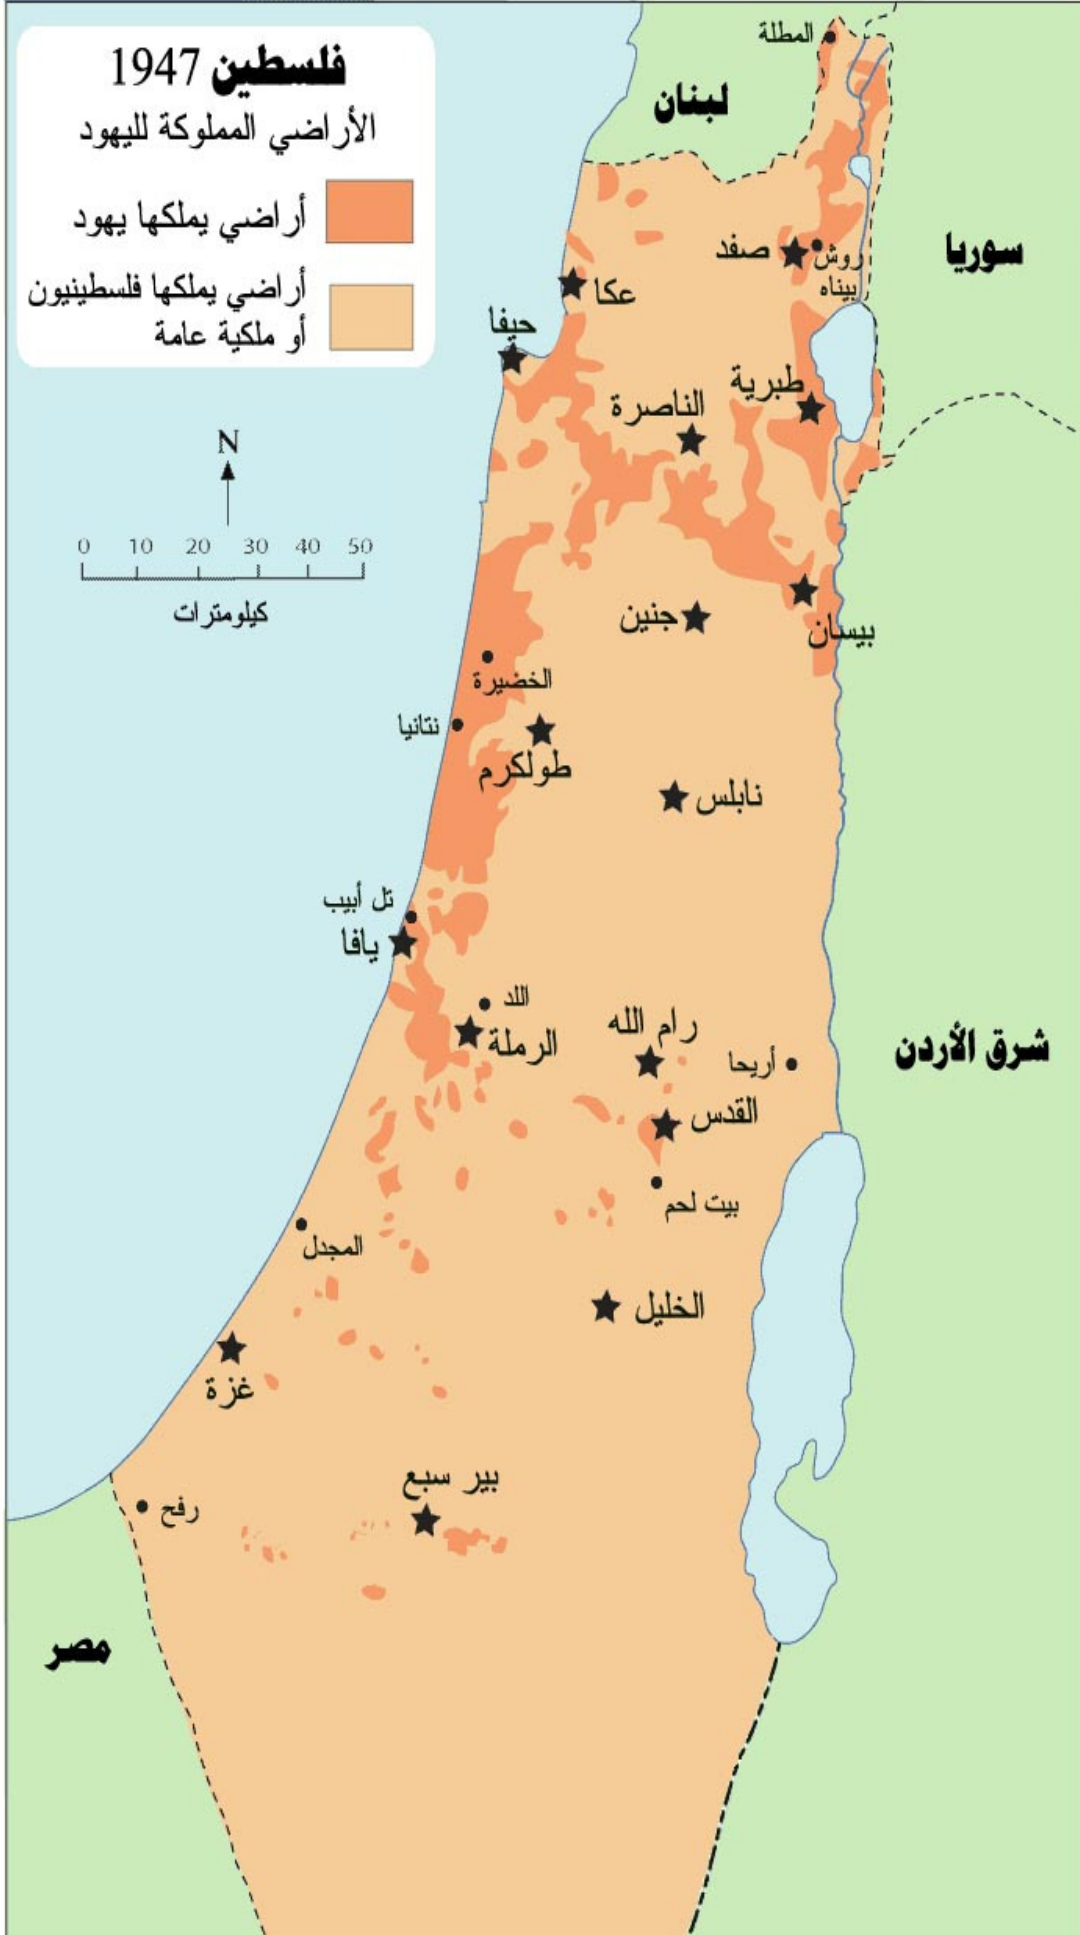 فلسطين 1947
الأراضي المملوكة لليهود
أراضي يملكها يهود
أراضي يملكها فلسطينيون
أو ملكية عامة
N
0 10 20 30 40 50
كيلومترات
المطلة
لبنان
سوريا
صفد
روش
بيناه
عكا
حيفا
طبرية
الناصرة
جنين
بيسان
الخضيرة
نتانيا
طولكرم
نابلس
تل أبيب
يافا
اللد
الرملة
رام الله
أريحا
شرق الأردن
القدس
بيت لحم
المجدل
الخليل
غزة
بير سبع
رفح
مصر